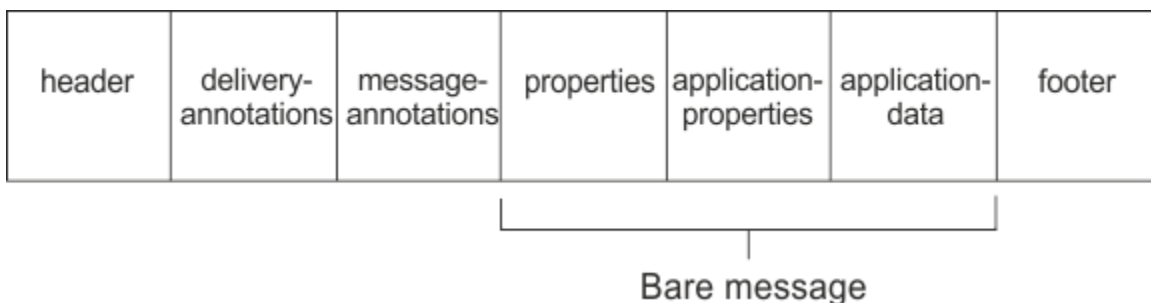 header
delivery-
annotations
message-
annotations
properties
application-
properties
application-
data
footer
Bare message